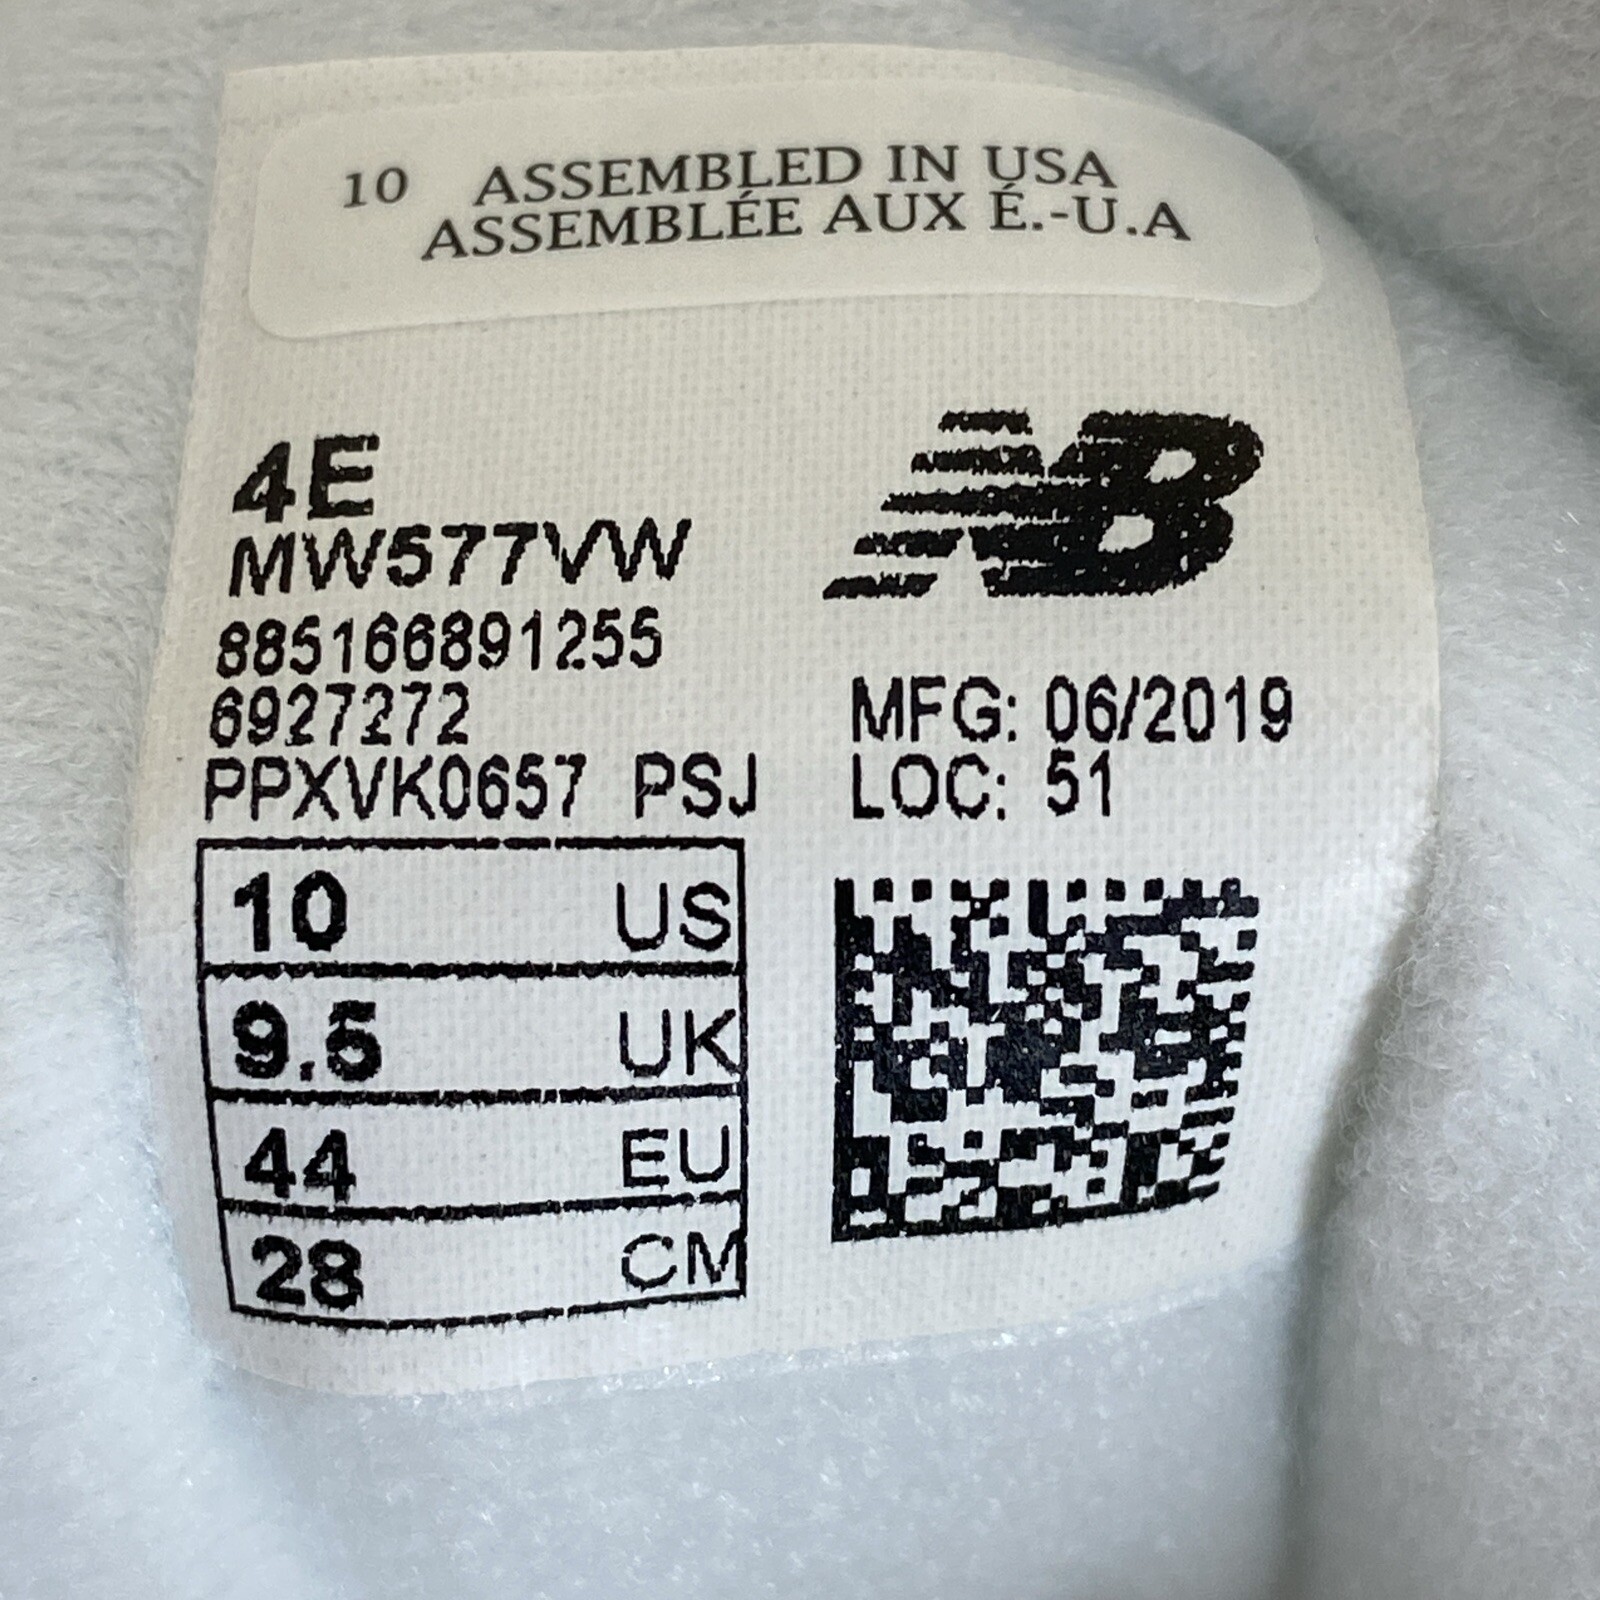 10 ASSEMBLED IN USA
ASSEMBLÉE AUX É.-U.A
4E
MW577VW
885166891255
6927272
PPXVK0657 PSJ
NB
MFG: 06/2019
LOC: 51
10 US
9.5 UK
44 EU
28 CM